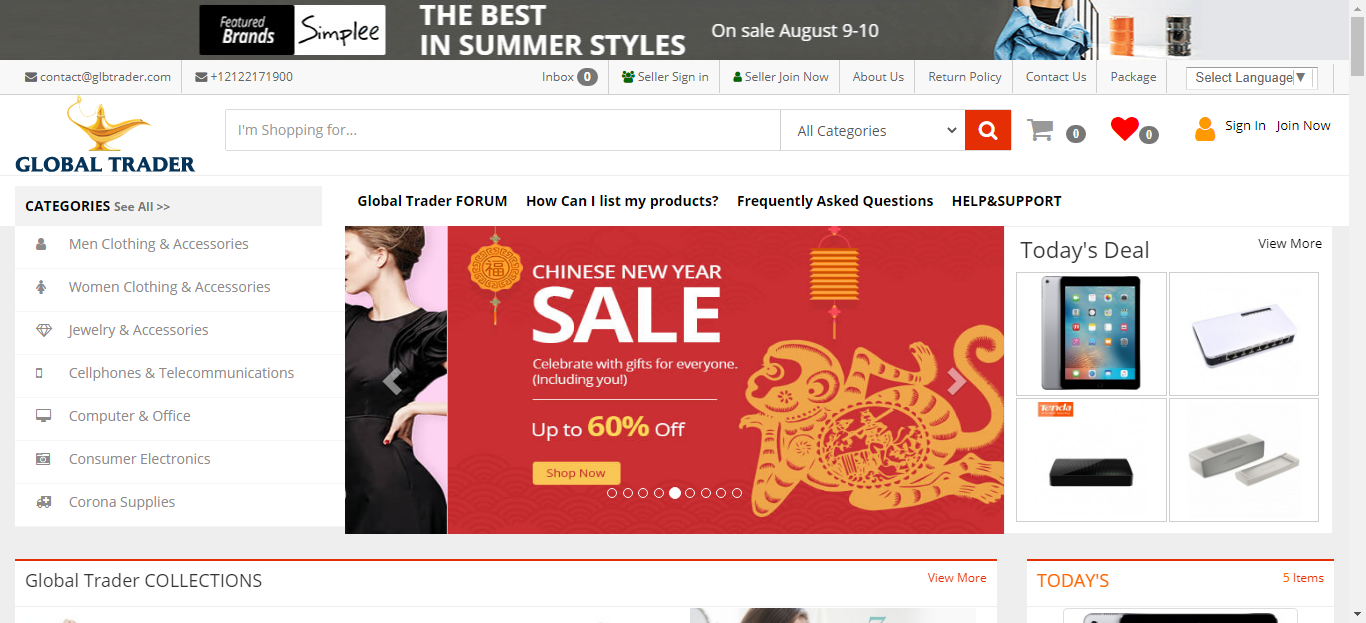 Featured
Brands
Simplee
THE BEST
IN SUMMER STYLES
On sale August 9-10
contact@glbtrader.com
+12122171900
Inbox 0
Seller Sign in
Seller Join Now
About Us
Return Policy
Contact Us
Package
Select Language▼
GLOBAL TRADER
I'm Shopping for...
All Categories
0
0
Sign In
Join Now
CATEGORIES See All >>
Global Trader FORUM
How Can I list my products?
Frequently Asked Questions
HELP&SUPPORT
Men Clothing & Accessories
Women Clothing & Accessories
Jewelry & Accessories
Cellphones & Telecommunications
Computer & Office
Consumer Electronics
Corona Supplies
福
CHINESE NEW YEAR
SALE
Celebrate with gifts for everyone.
(Including you!)
Up to 60% Off
Shop Now
Today's Deal
View More
Tenda
Global Trader COLLECTIONS
View More
TODAY'S
5 Items